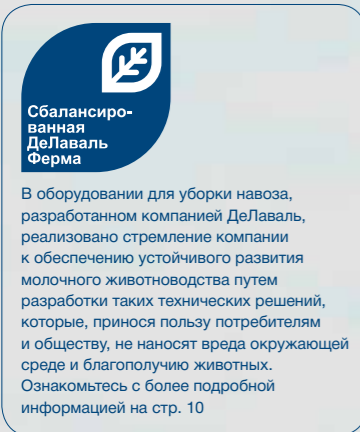 Сбалансиро-
ванная
ДеЛаваль
Ферма
В оборудовании для уборки навоза,
разработанном компанией ДеЛаваль,
реализовано стремление компании
к обеспечению устойчивого развития
молочного животноводства путем
разработки таких технических решений,
которые, принося пользу потребителям
и обществу, не наносят вреда окружающей
среде и благополучию животных.
Ознакомьтесь с более подробной
информацией на стр. 10